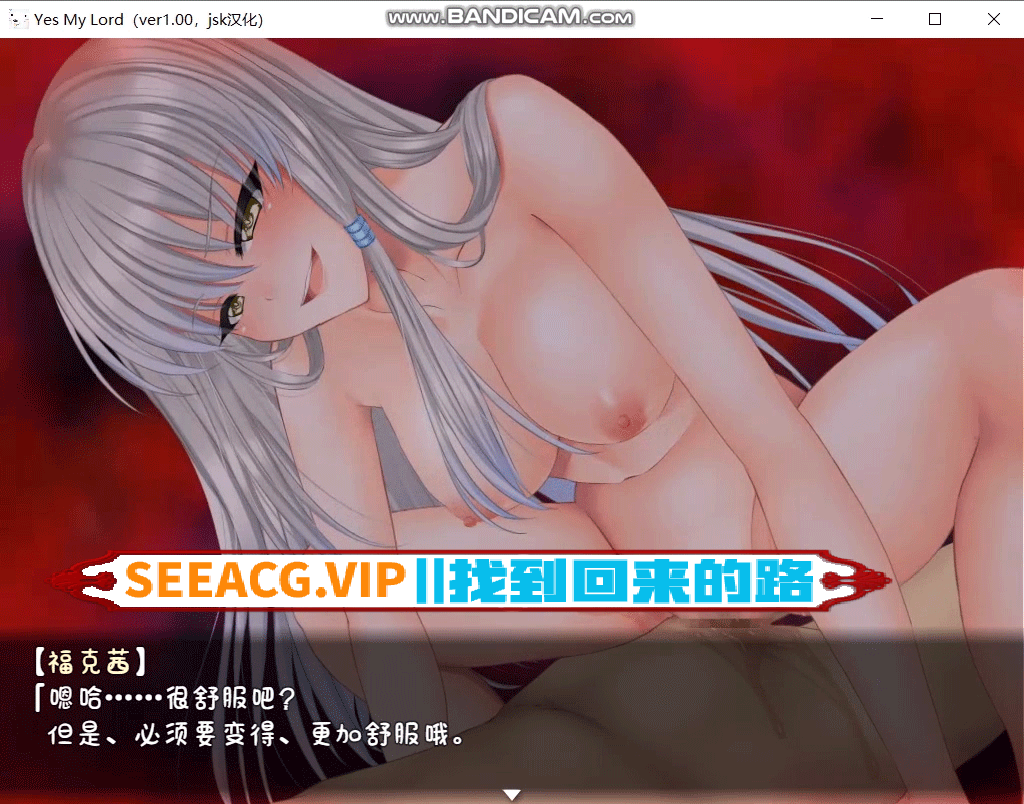 Yes My Lord（ver1.00，jsk汉化）
www.BANDICAM.com
SEEACG.VIP||找到回来的路
【福克茜】
「嗯哈……很舒服吧？
但是、必须要变得、更加舒服哦。